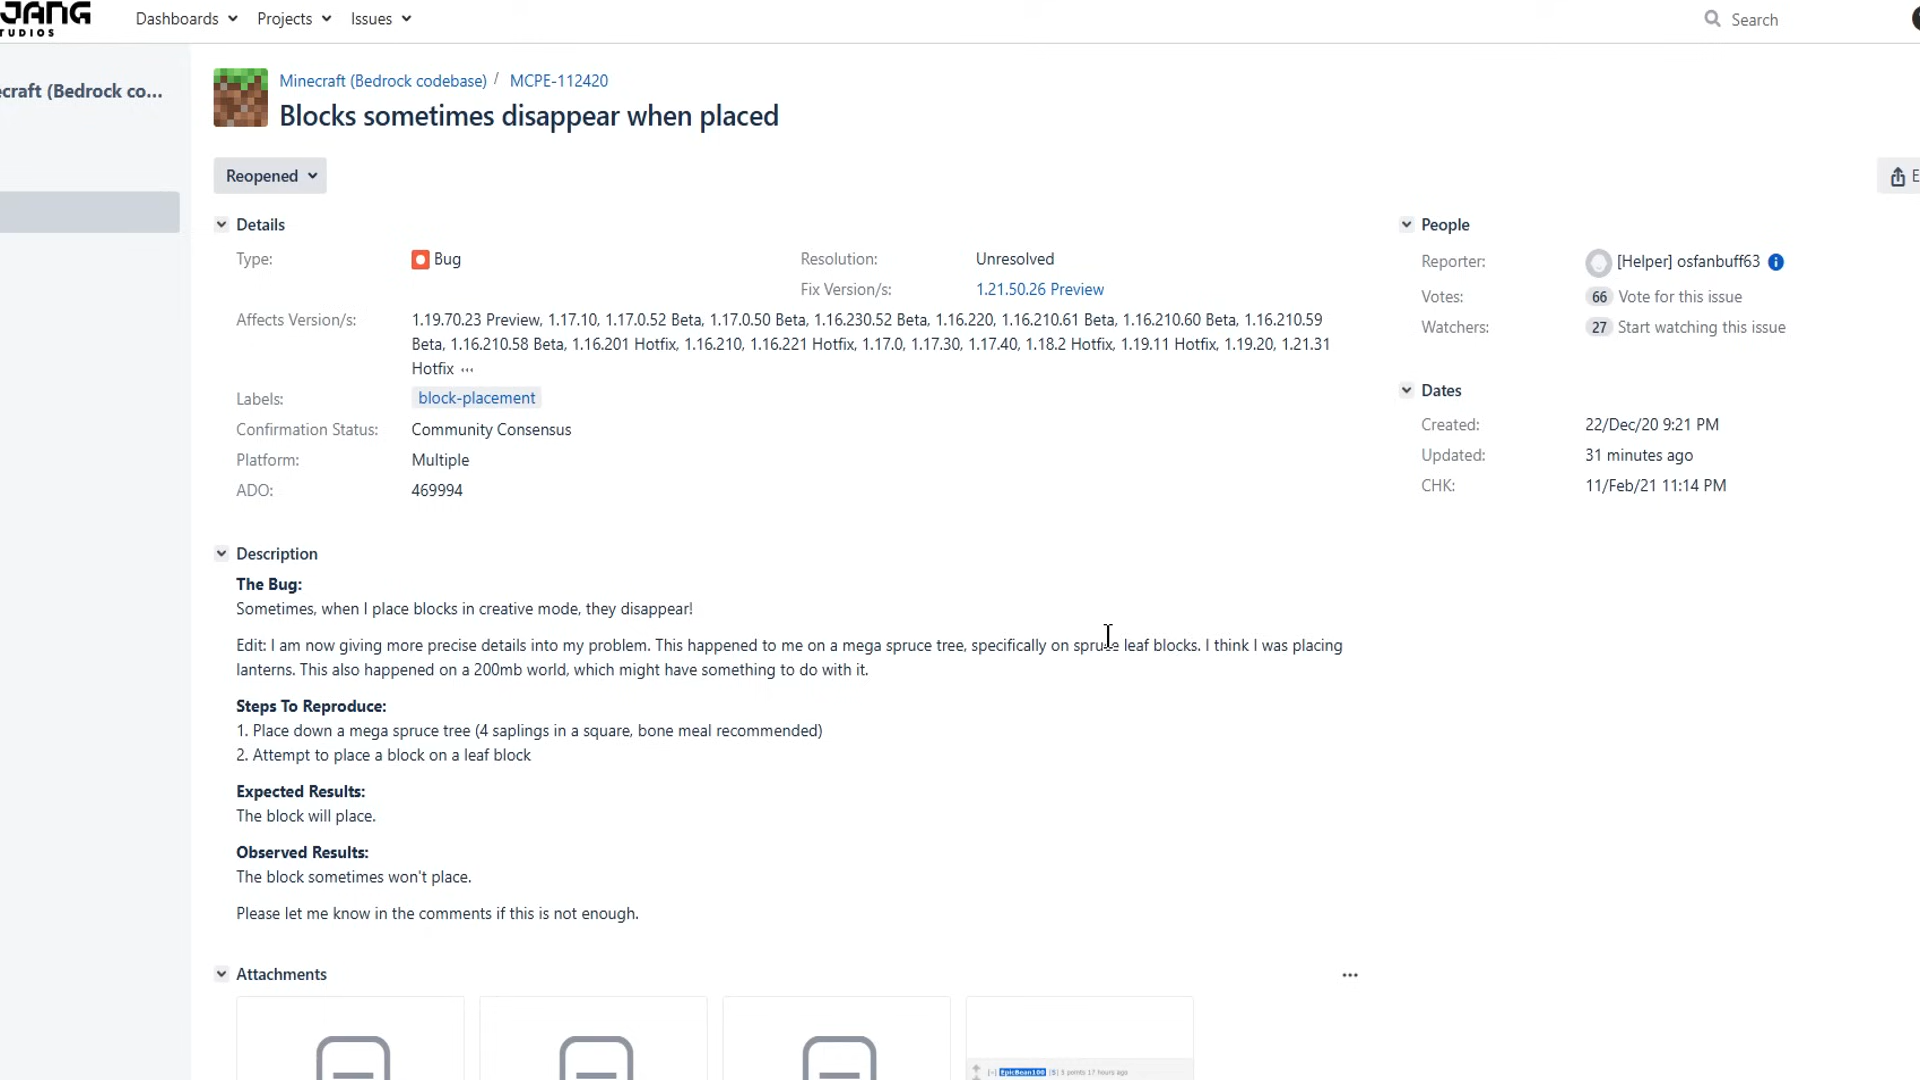 JANG
TUDIOS
Dashboards
Projects
Issues
Search
craft (Bedrock co...
Minecraft (Bedrock codebase) / MCPE-112420
Blocks sometimes disappear when placed
Reopened
E
Details
Type: Bug
Resolution: Unresolved
Fix Version/s: 1.21.50.26 Preview
Affects Version/s: 1.19.70.23 Preview, 1.17.10, 1.17.0.52 Beta, 1.17.0.50 Beta, 1.16.230.52 Beta, 1.16.220, 1.16.210.61 Beta, 1.16.210.60 Beta, 1.16.210.59
Beta, 1.16.210.58 Beta, 1.16.201 Hotfix, 1.16.210, 1.16.221 Hotfix, 1.17.0, 1.17.30, 1.17.40, 1.18.2 Hotfix, 1.19.11 Hotfix, 1.19.20, 1.21.31
Hotfix ···
Labels: block-placement
Confirmation Status: Community Consensus
Platform: Multiple
ADO: 469994
People
Reporter: [Helper] osfanbuff63
Votes: 66 Vote for this issue
Watchers: 27 Start watching this issue
Dates
Created: 22/Dec/20 9:21 PM
Updated: 31 minutes ago
CHK: 11/Feb/21 11:14 PM
Description
The Bug:
Sometimes, when I place blocks in creative mode, they disappear!
Edit: I am now giving more precise details into my problem. This happened to me on a mega spruce tree, specifically on spruce leaf blocks. I think I was placing
lanterns. This also happened on a 200mb world, which might have something to do with it.
Steps To Reproduce:
1. Place down a mega spruce tree (4 saplings in a square, bone meal recommended)
2. Attempt to place a block on a leaf block
Expected Results:
The block will place.
Observed Results:
The block sometimes won't place.
Please let me know in the comments if this is not enough.
Attachments
[-] EpicBean100 [S] 3 points 17 hours ago